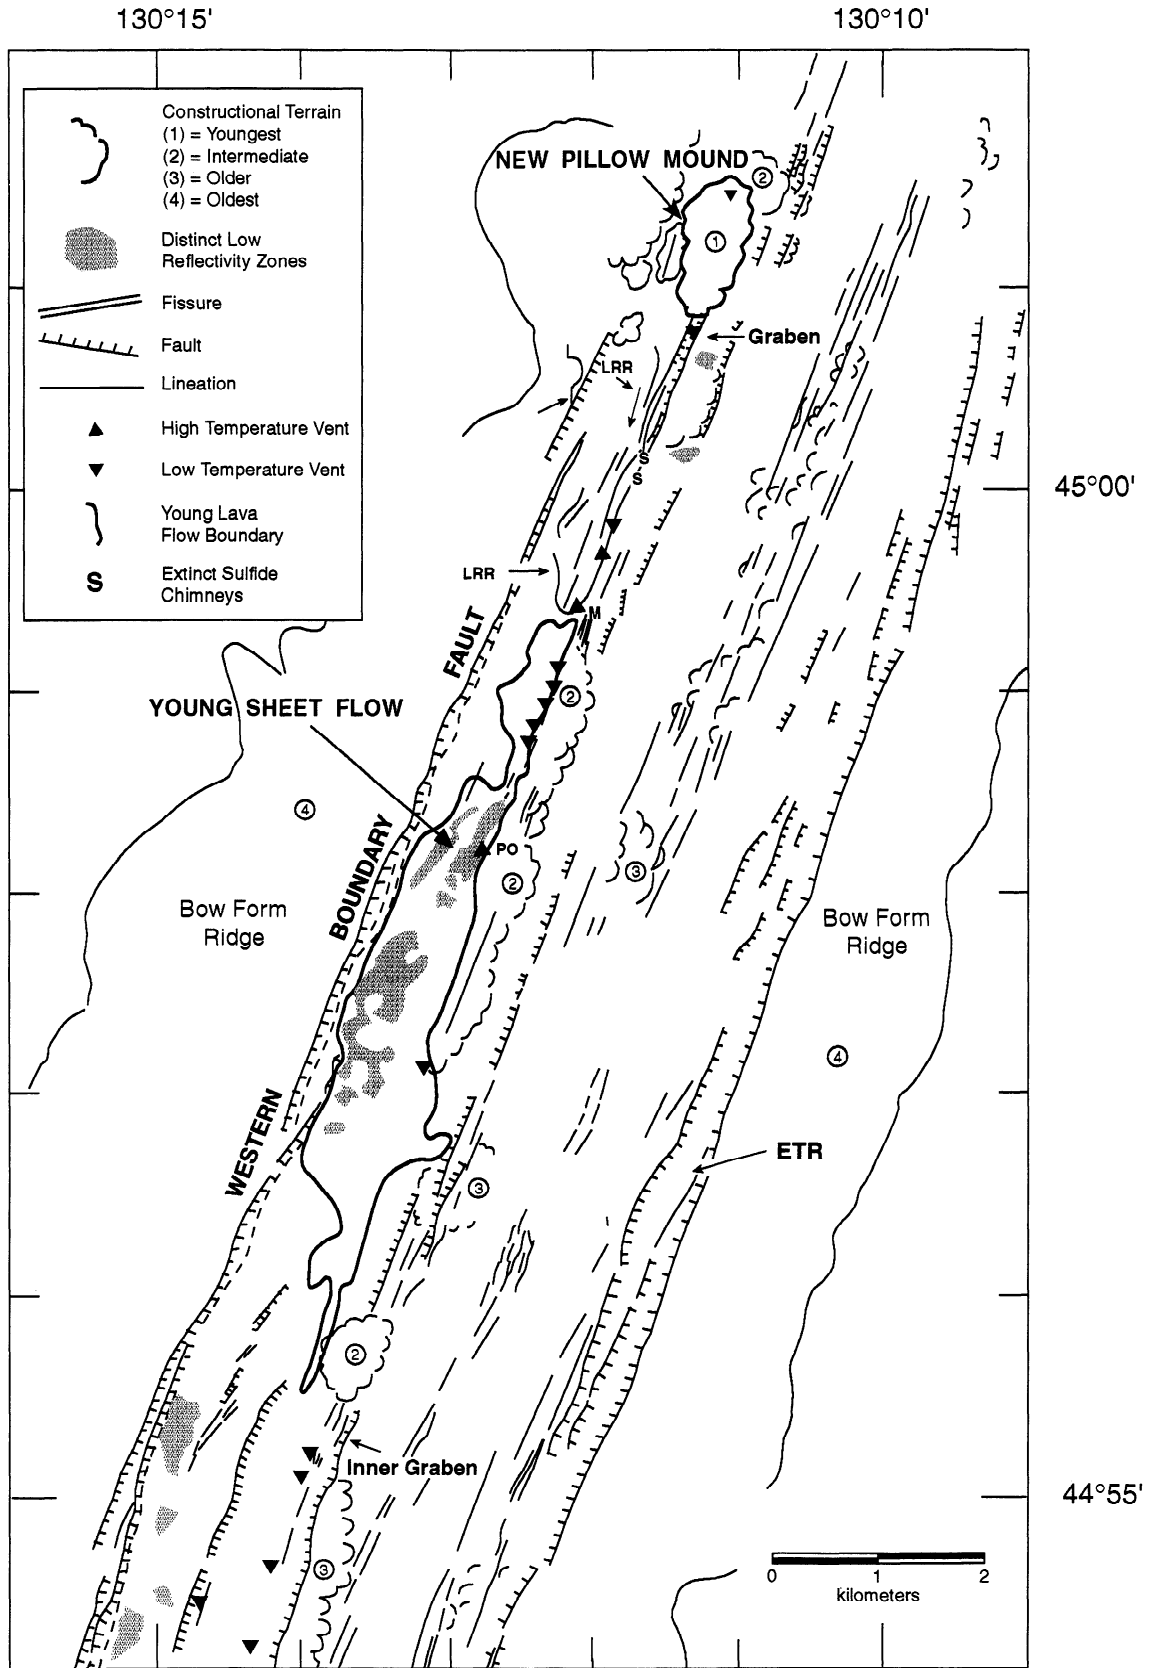 130°15'
130°10'
Constructional Terrain
(1) = Youngest
(2) = Intermediate
(3) = Older
(4) = Oldest
Distinct Low
Reflectivity Zones
Fissure
Fault
Lineation
High Temperature Vent
Low Temperature Vent
Young Lava
Flow Boundary
S
Extinct Sulfide
Chimneys
NEW PILLOW MOUND
2
1
Graben
LRR
S
S
45°00'
LRR
M
FAULT
2
YOUNG SHEET FLOW
4
BOUNDARY
PO
2
3
Bow Form
Ridge
Bow Form
Ridge
4
WESTERN
ETR
3
2
Inner Graben
44°55'
3
0
1
2
kilometers